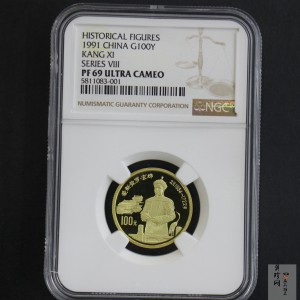 HISTORICAL FIGURES
1991 CHINA G100Y
KANG XI
SERIES VIII
PF 69 ULTRA CAMEO
5811083-001
NUMISMATIC GUARANTY CORPORATION
NGC
100元